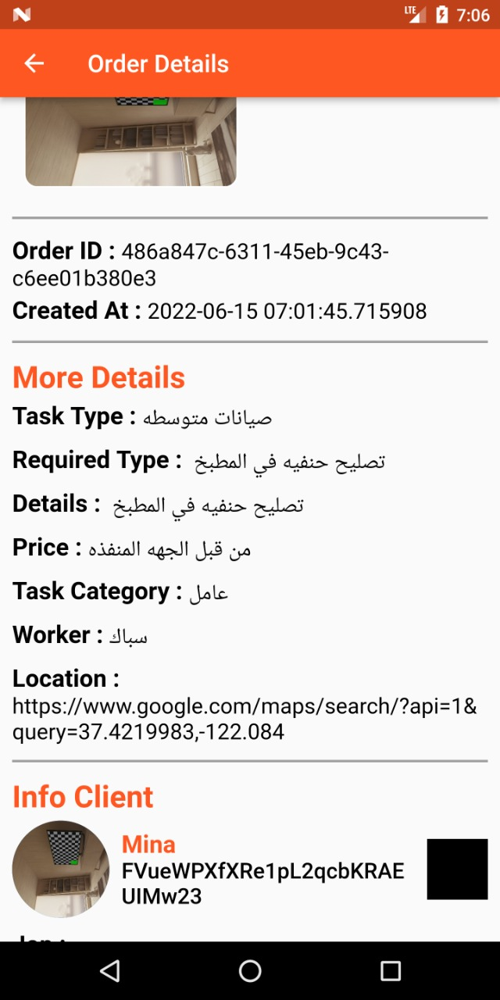 LTE 7:06
Order Details
Order ID : 486a847c-6311-45eb-9c43-
c6ee01b380e3
Created At : 2022-06-15 07:01:45.715908
More Details
Task Type : صيانات متوسطه
Required Type : تصليح حنفيه في المطبخ
Details : تصليح حنفيه في المطبخ
Price : من قبل الجهه المنفذه
Task Category : عامل
Worker : سباك
Location :
https://www.google.com/maps/search/?api=1&
query=37.4219983,-122.084
Info Client
Mina
FVueWPXfXRe1pL2qcbKRAE
UIMw23